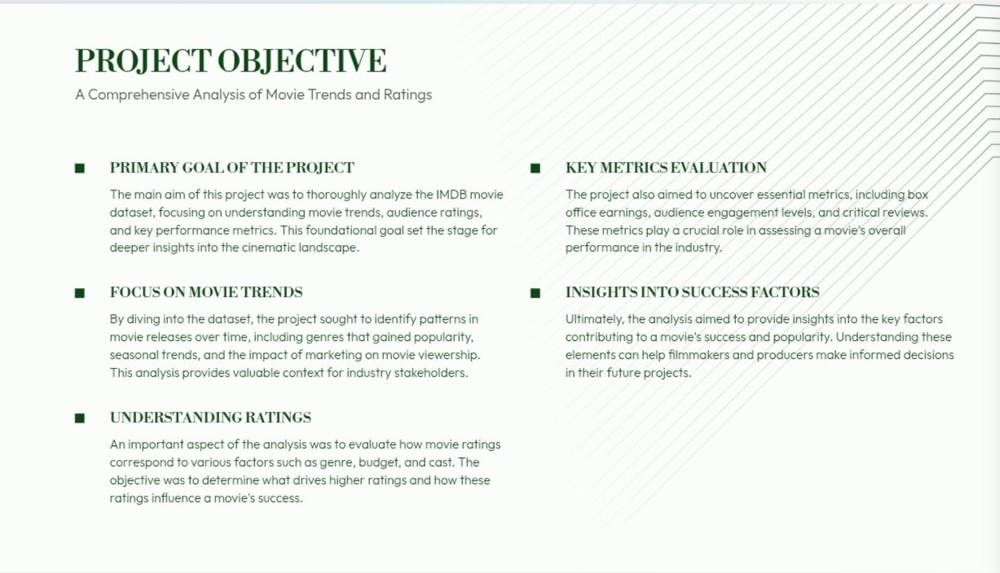 PROJECT OBJECTIVE
A Comprehensive Analysis of Movie Trends and Ratings
PRIMARY GOAL OF THE PROJECT
The main aim of this project was to thoroughly analyze the IMDB movie
dataset, focusing on understanding movie trends, audience ratings,
and key performance metrics. This foundational goal set the stage for
deeper insights into the cinematic landscape.
FOCUS ON MOVIE TRENDS
By diving into the dataset, the project sought to identify patterns in
movie releases over time, including genres that gained popularity,
seasonal trends, and the impact of marketing on movie viewership.
This analysis provides valuable context for industry stakeholders.
UNDERSTANDING RATINGS
An important aspect of the analysis was to evaluate how movie ratings
correspond to various factors such as genre, budget, and cast. The
objective was to determine what drives higher ratings and how these
ratings influence a movie's success.
KEY METRICS EVALUATION
The project also aimed to uncover essential metrics, including box
office earnings, audience engagement levels, and critical reviews.
These metrics play a crucial role in assessing a movie's overall
performance in the industry.
INSIGHTS INTO SUCCESS FACTORS
Ultimately, the analysis aimed to provide insights into the key factors
contributing to a movie's success and popularity. Understanding these
elements can help filmmakers and producers make informed decisions
in their future projects.